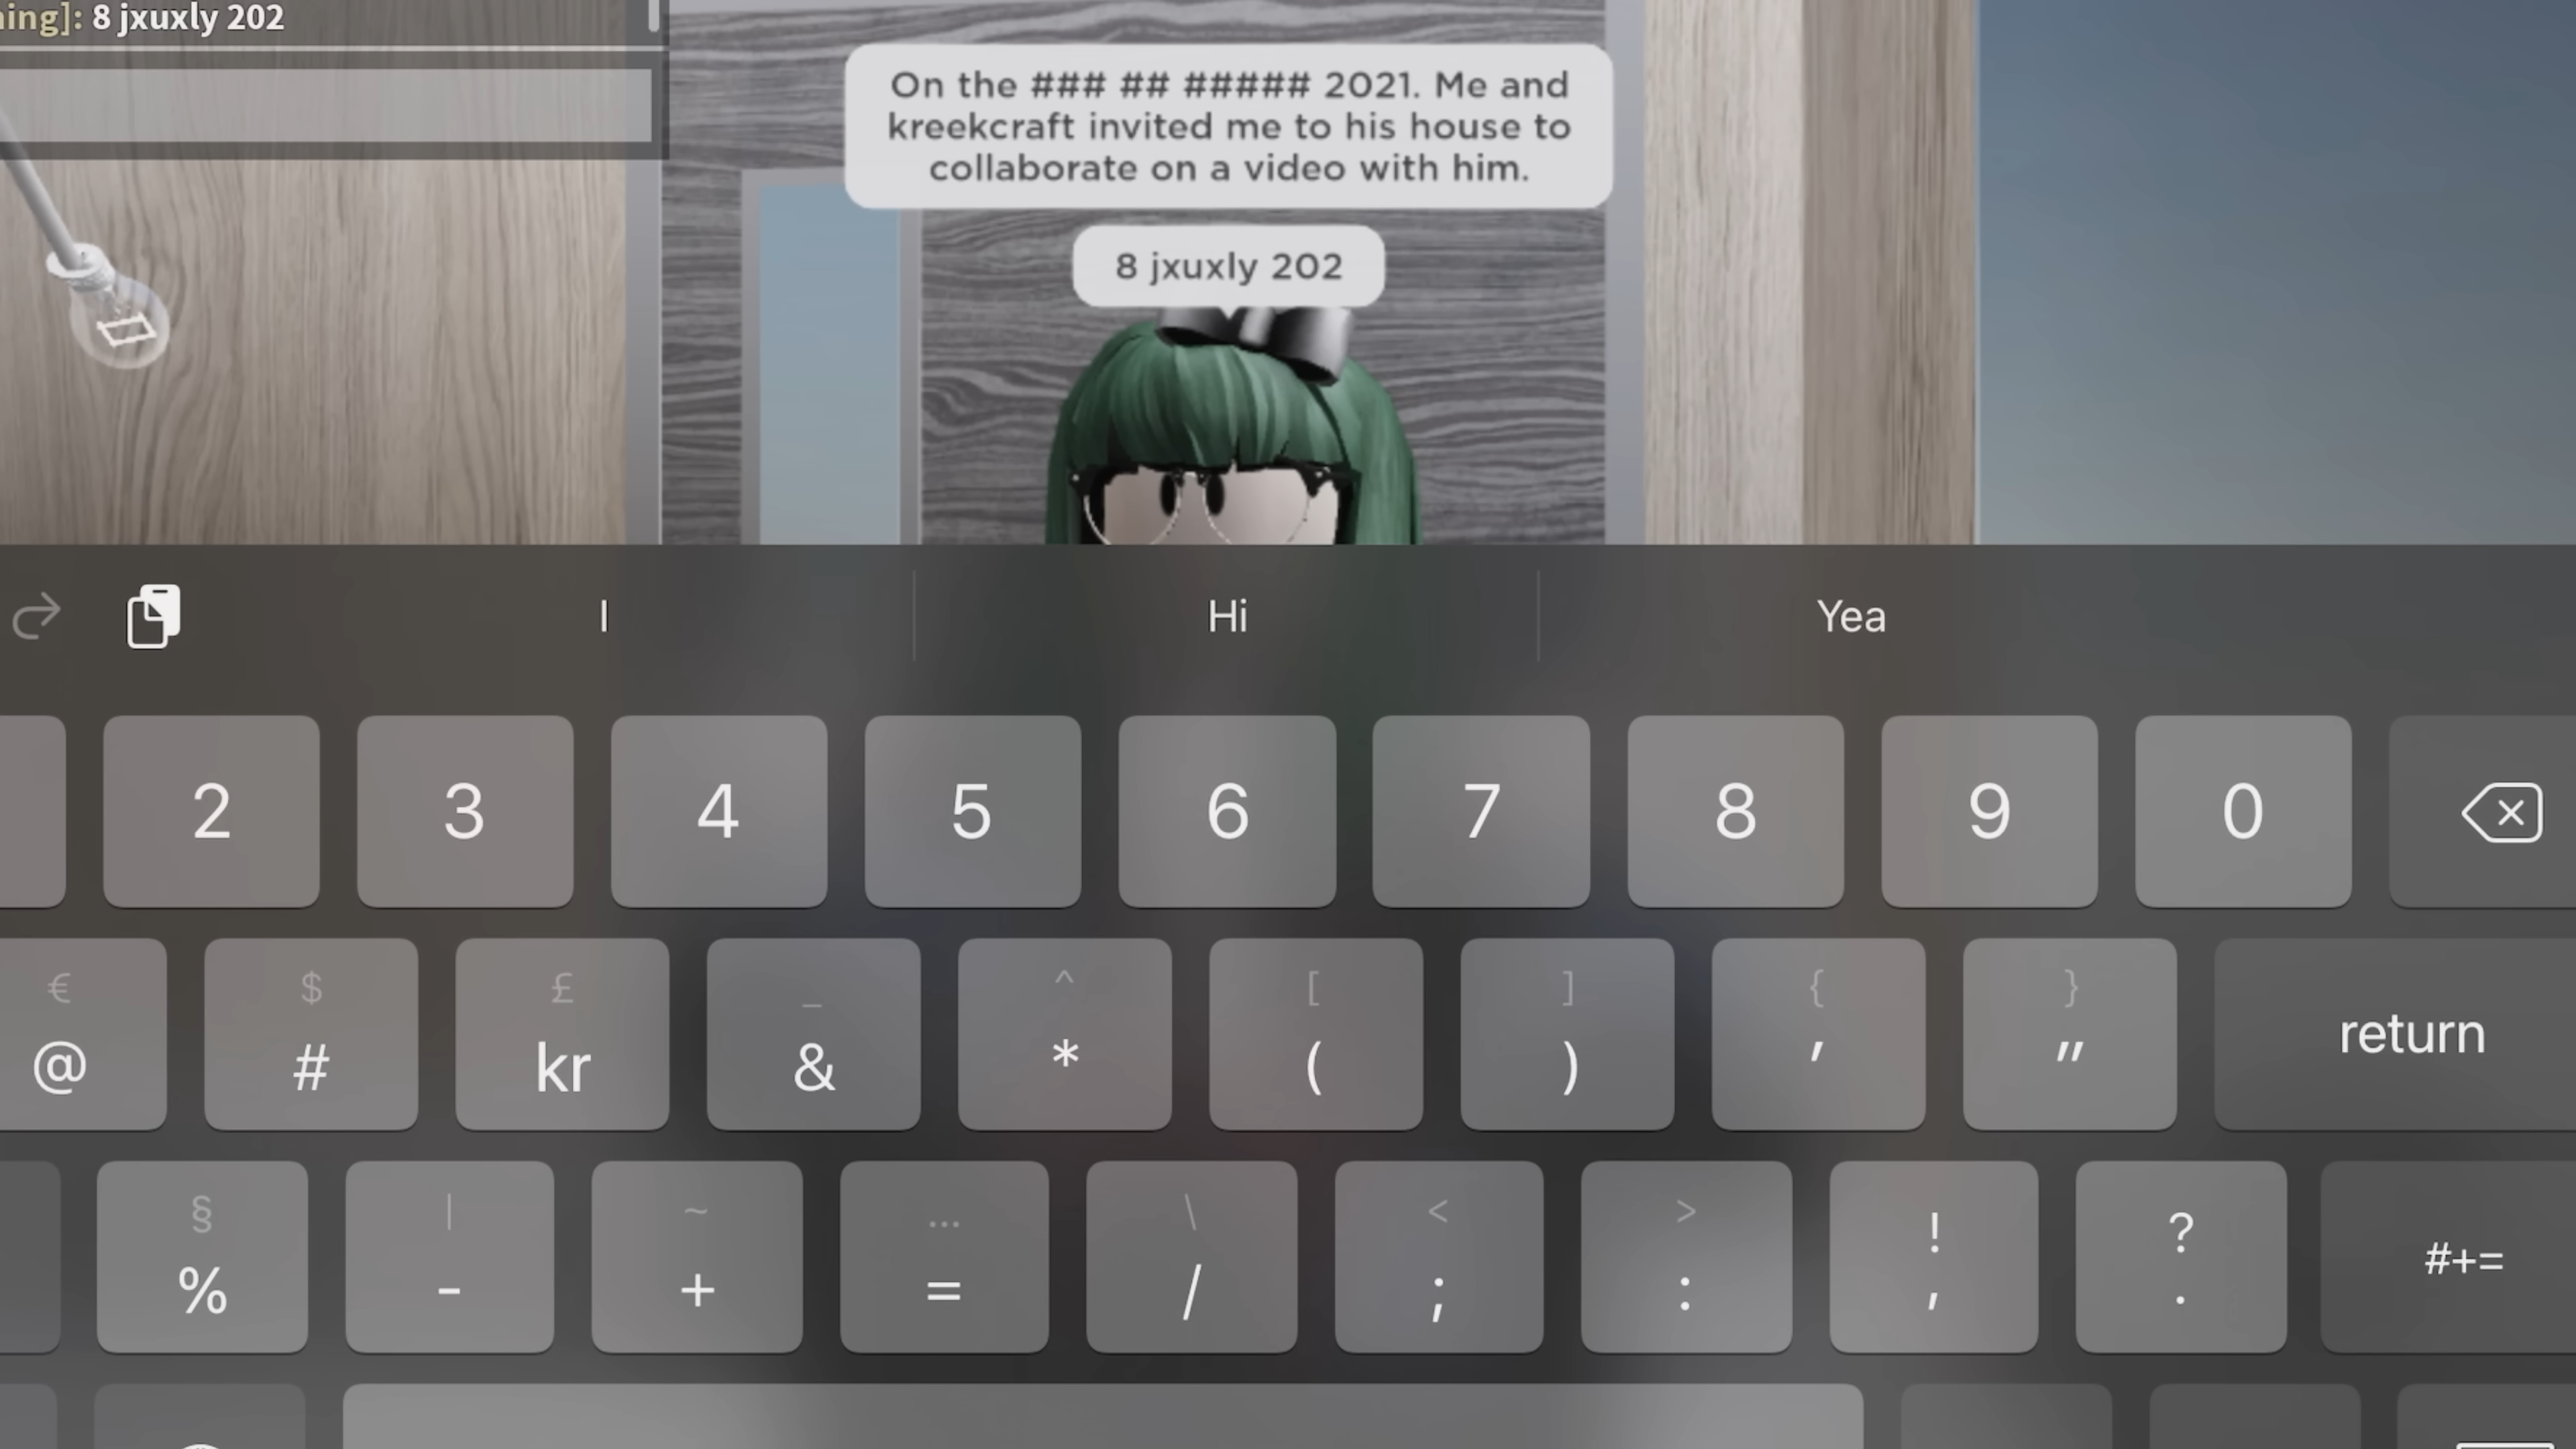 ning]: 8 jxuxly 202
On the ### ## ##### 2021. Me and
kreekcraft invited me to his house to
collaborate on a video with him.
8 jxuxly 202
I
Hi
Yea
2 3 4 5 6 7 8 9 0
€ $ £ _ ^ [ ] { }
@ # kr & * ( ) ' " return
§ | ~ … \ < > ! ?
% - + = / ; : , . #+=